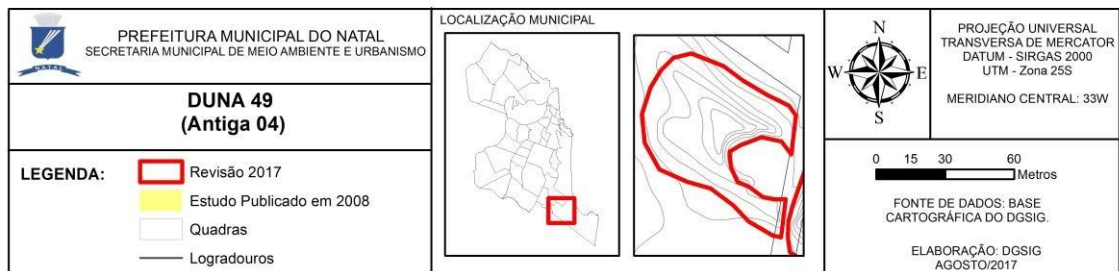 PREFEITURA MUNICIPAL DO NATAL
SECRETARIA MUNICIPAL DE MEIO AMBIENTE E URBANISMO
NATAL
DUNA 49
(Antiga 04)
LEGENDA:
Revisão 2017
Estudo Publicado em 2008
Quadras
Logradouros
LOCALIZAÇÃO MUNICIPAL
N
W
E
S
PROJEÇÃO UNIVERSAL
TRANSVERSA DE MERCATOR
DATUM - SIRGAS 2000
UTM - Zona 25S
MERIDIANO CENTRAL: 33W
0 15 30 60
Metros
FONTE DE DADOS: BASE
CARTOGRÁFICA DO DGSIG.
ELABORAÇÃO: DGSIG
AGOSTO/2017